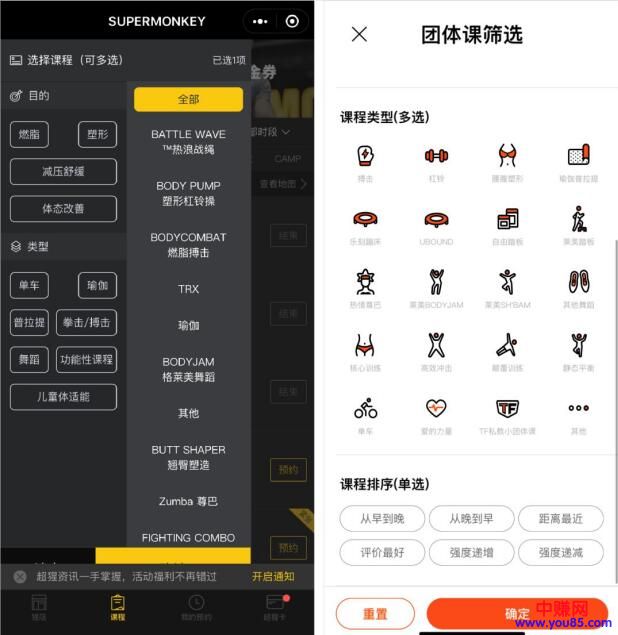 SUPERMONKEY
选择课程（可多选）
已选1项
目的
燃脂
塑形
减压舒缓
体态改善
类型
单车
瑜伽
普拉提
拳击/搏击
舞蹈
功能性课程
儿童体适能
全部
BATTLE WAVE
™热浪战绳
BODY PUMP
塑形杠铃操
BODYCOMBAT
燃脂搏击
TRX
瑜伽
BODYJAM
格莱美舞蹈
其他
BUTT SHAPER
翘臀塑造
Zumba 尊巴
FIGHTING COMBO
金券
部时段
CAMP
查看地图
结束
结束
结束
预约
预约
超猩资讯一手掌握，活动福利不再错过
开启通知
猩店
课程
我的预约
超猩卡
团体课筛选
课程类型(多选)
搏击
杠铃
腰腹塑形
瑜伽普拉提
乐刻蹦床
UBOUND
自由踏板
莱美踏板
热情尊巴
莱美BODYJAM
莱美SH'BAM
其他舞蹈
核心训练
高效冲击
颠覆训练
静态平衡
单车
爱的力量
TF私教小团体课
其他
课程排序(单选)
从早到晚
从晚到早
距离最近
评价最好
强度递增
强度递减
重置
确定
中赚网
www.you85.com